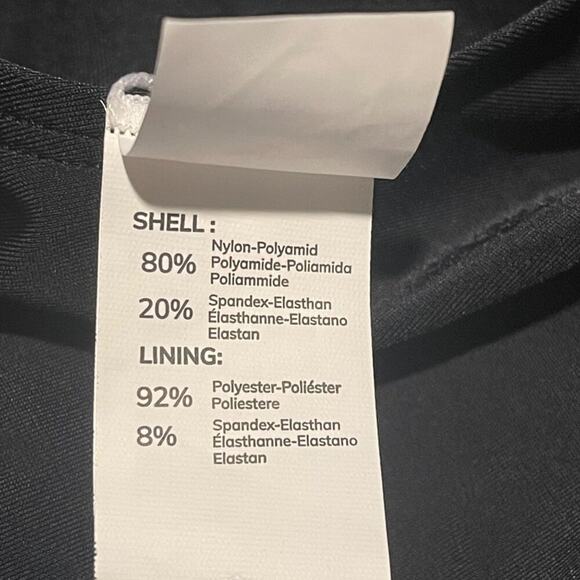 SHELL :
80% Nylon-Polyamid
Polyamide-Poliamida
Poliammide
20% Spandex-Elasthan
Élasthanne-Elastano
Elastan
LINING:
92% Polyester-Poliéster
Poliestere
8% Spandex-Elasthan
Élasthanne-Elastano
Elastan